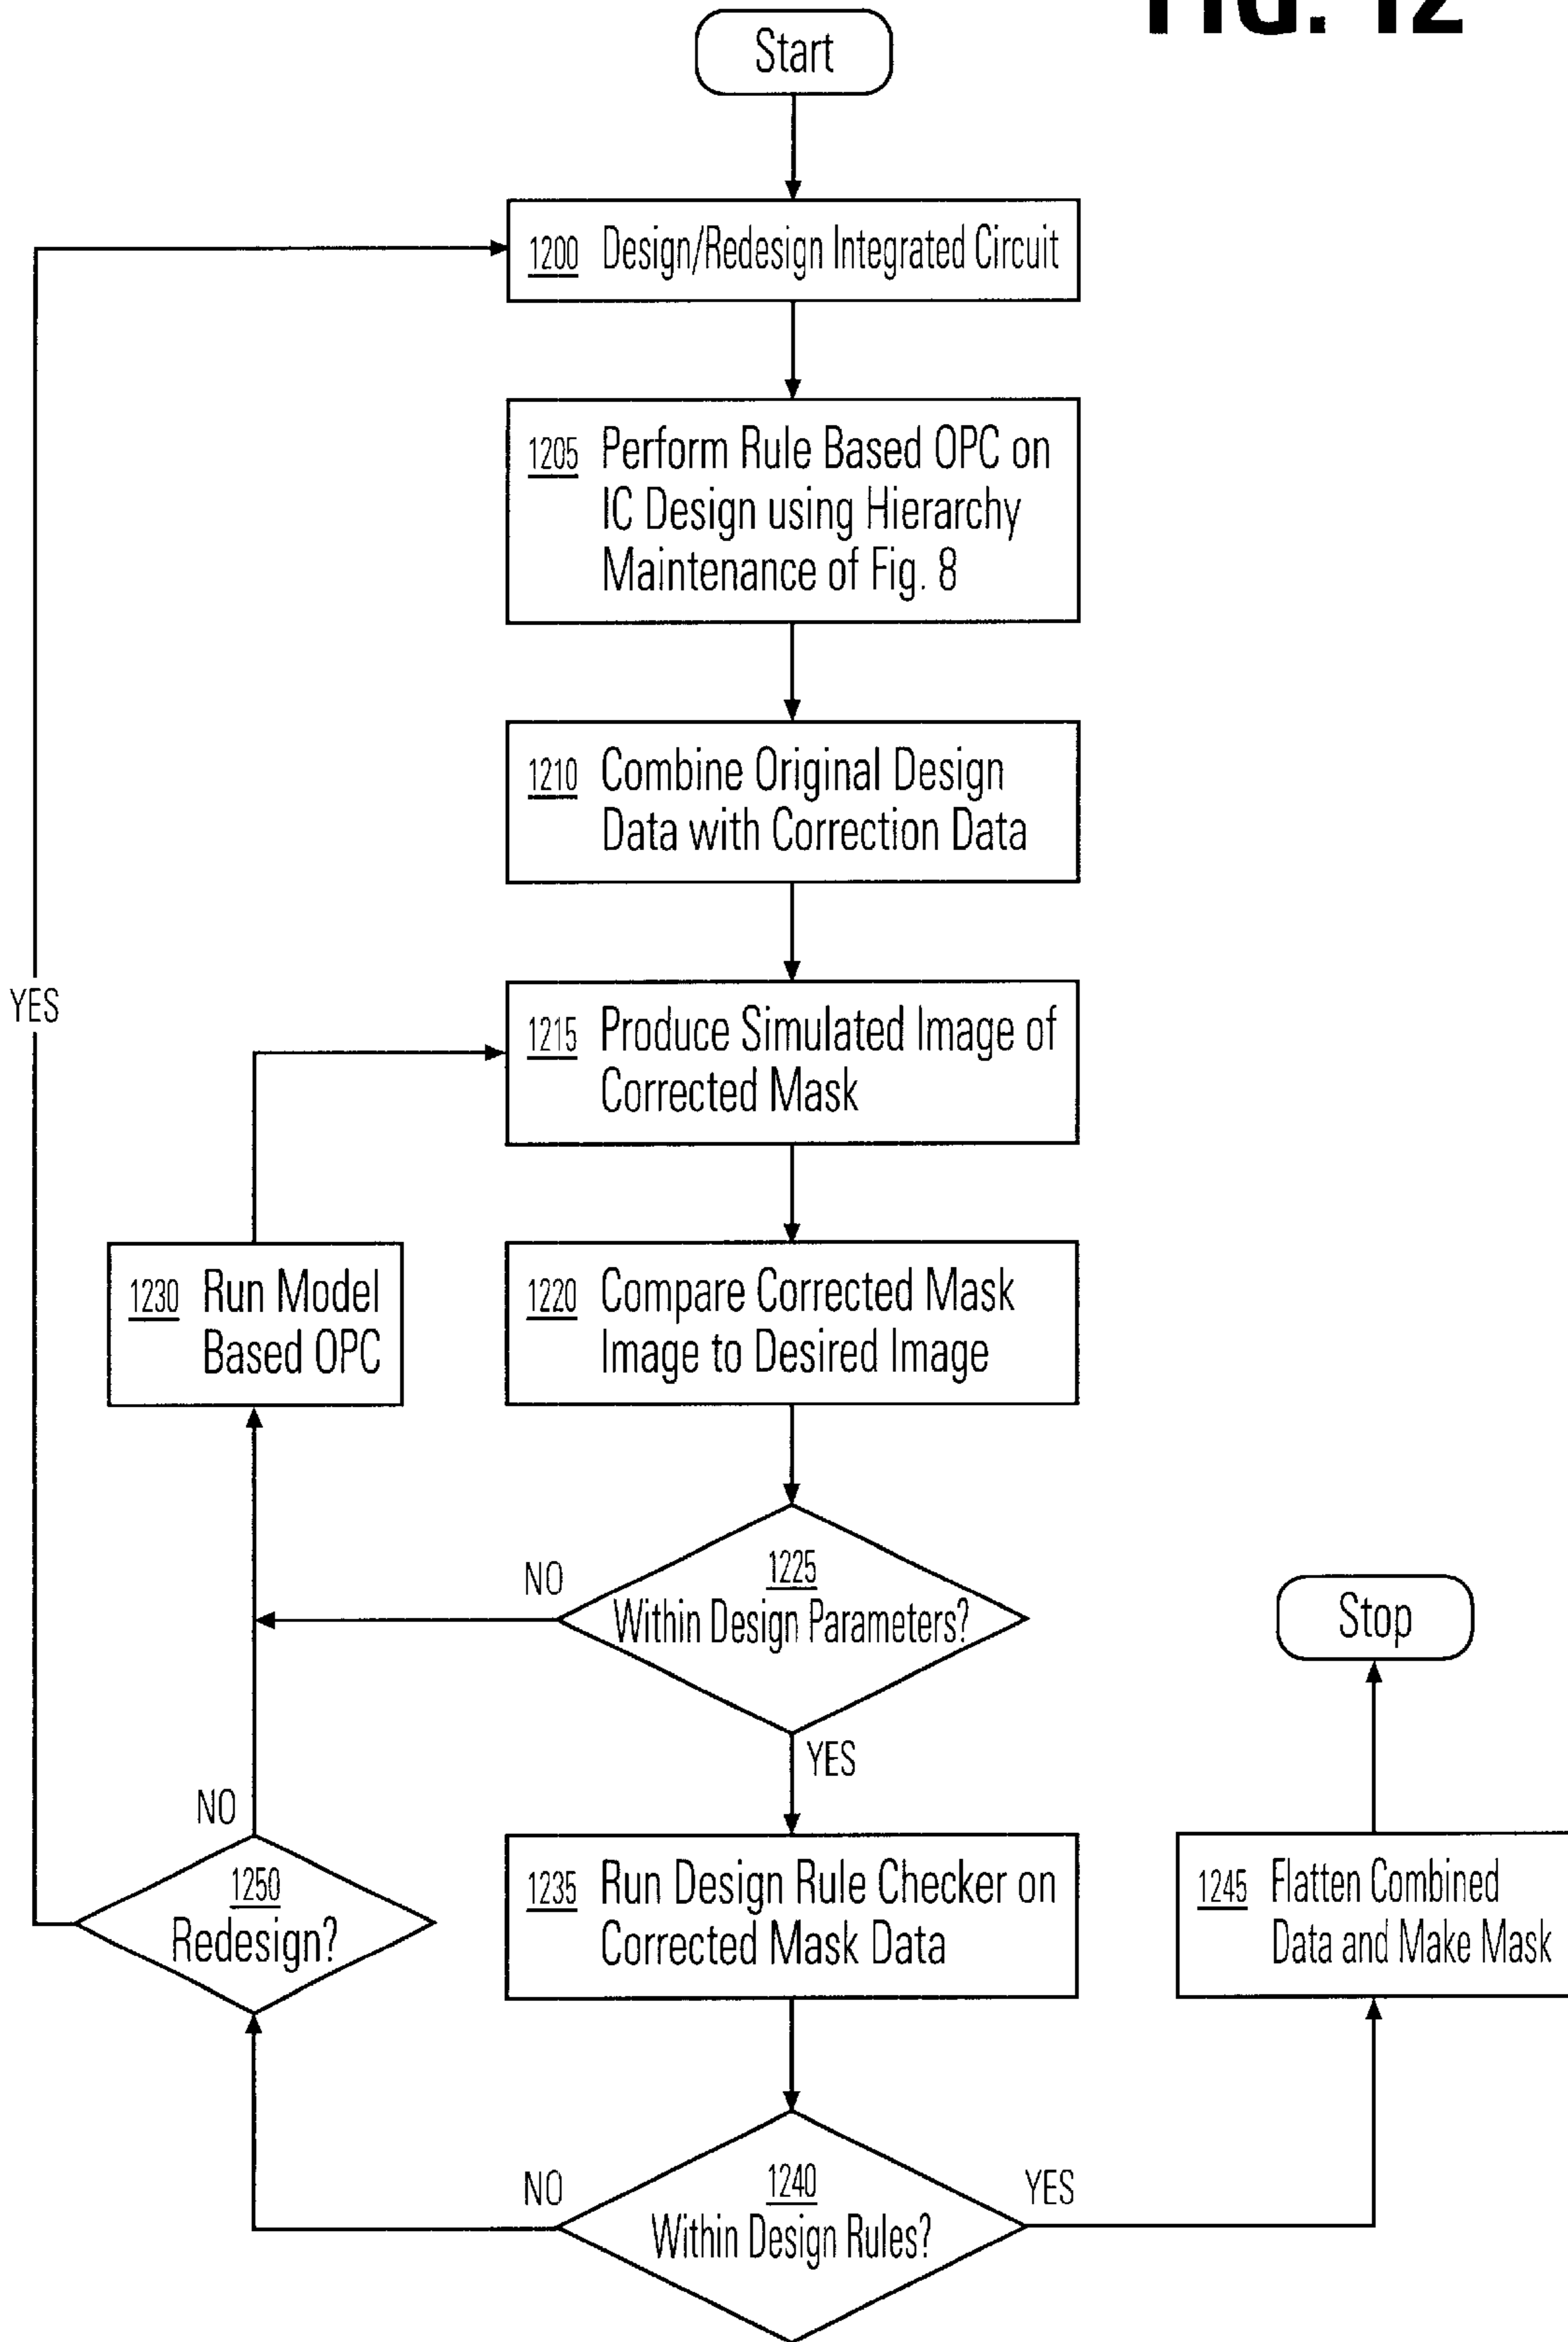 FIG. 12
Start
1200 Design/Redesign Integrated Circuit
1205 Perform Rule Based OPC on
IC Design using Hierarchy
Maintenance of Fig. 8
1210 Combine Original Design
Data with Correction Data
YES
1215 Produce Simulated Image of
Corrected Mask
1230 Run Model
Based OPC
1220 Compare Corrected Mask
Image to Desired Image
NO
1225
Within Design Parameters?
Stop
YES
NO
1250
Redesign?
1235 Run Design Rule Checker on
Corrected Mask Data
1245 Flatten Combined
Data and Make Mask
NO
1240
Within Design Rules?
YES